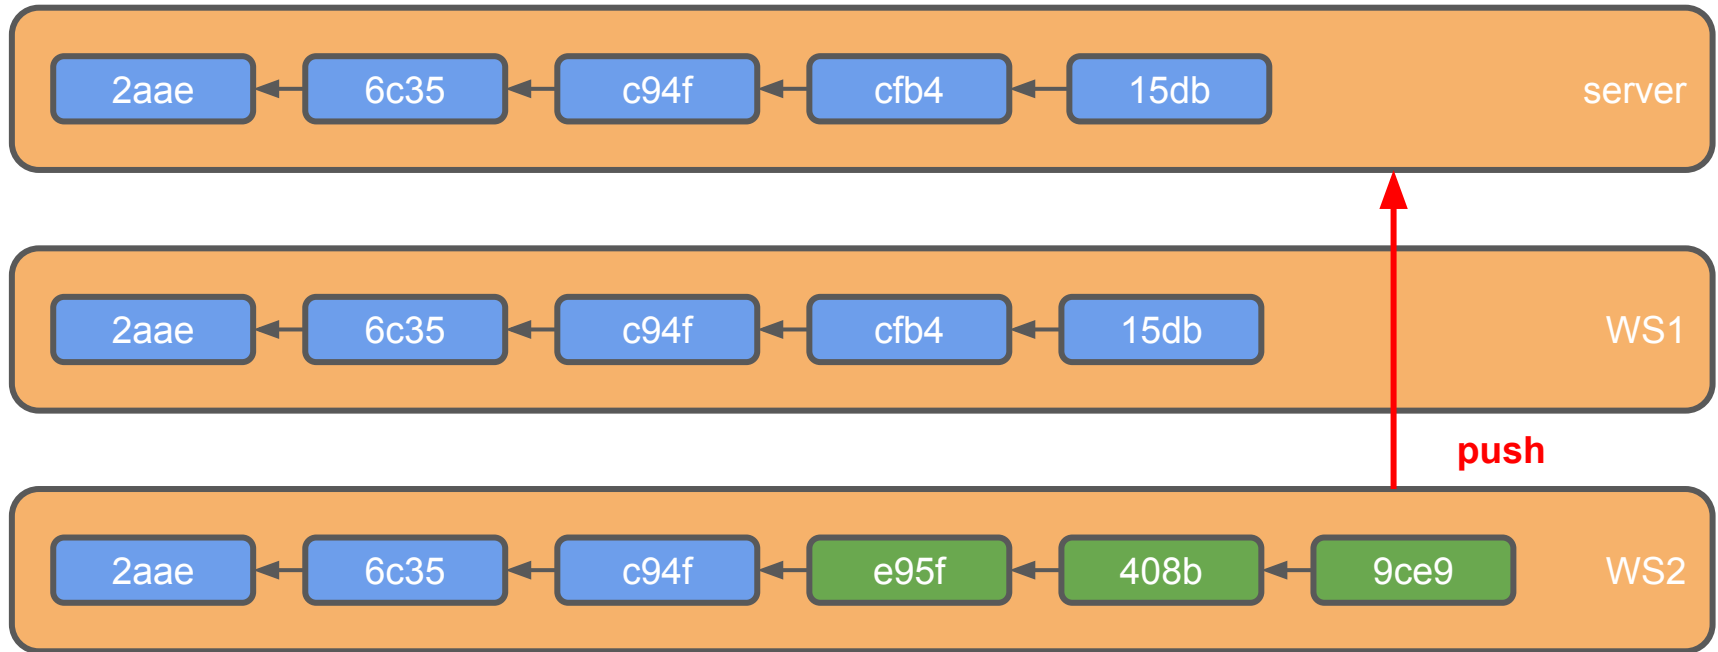 2aae 6c35 c94f cfb4 15db server
2aae 6c35 c94f cfb4 15db WS1
push
2aae 6c35 c94f e95f 408b 9ce9 WS2